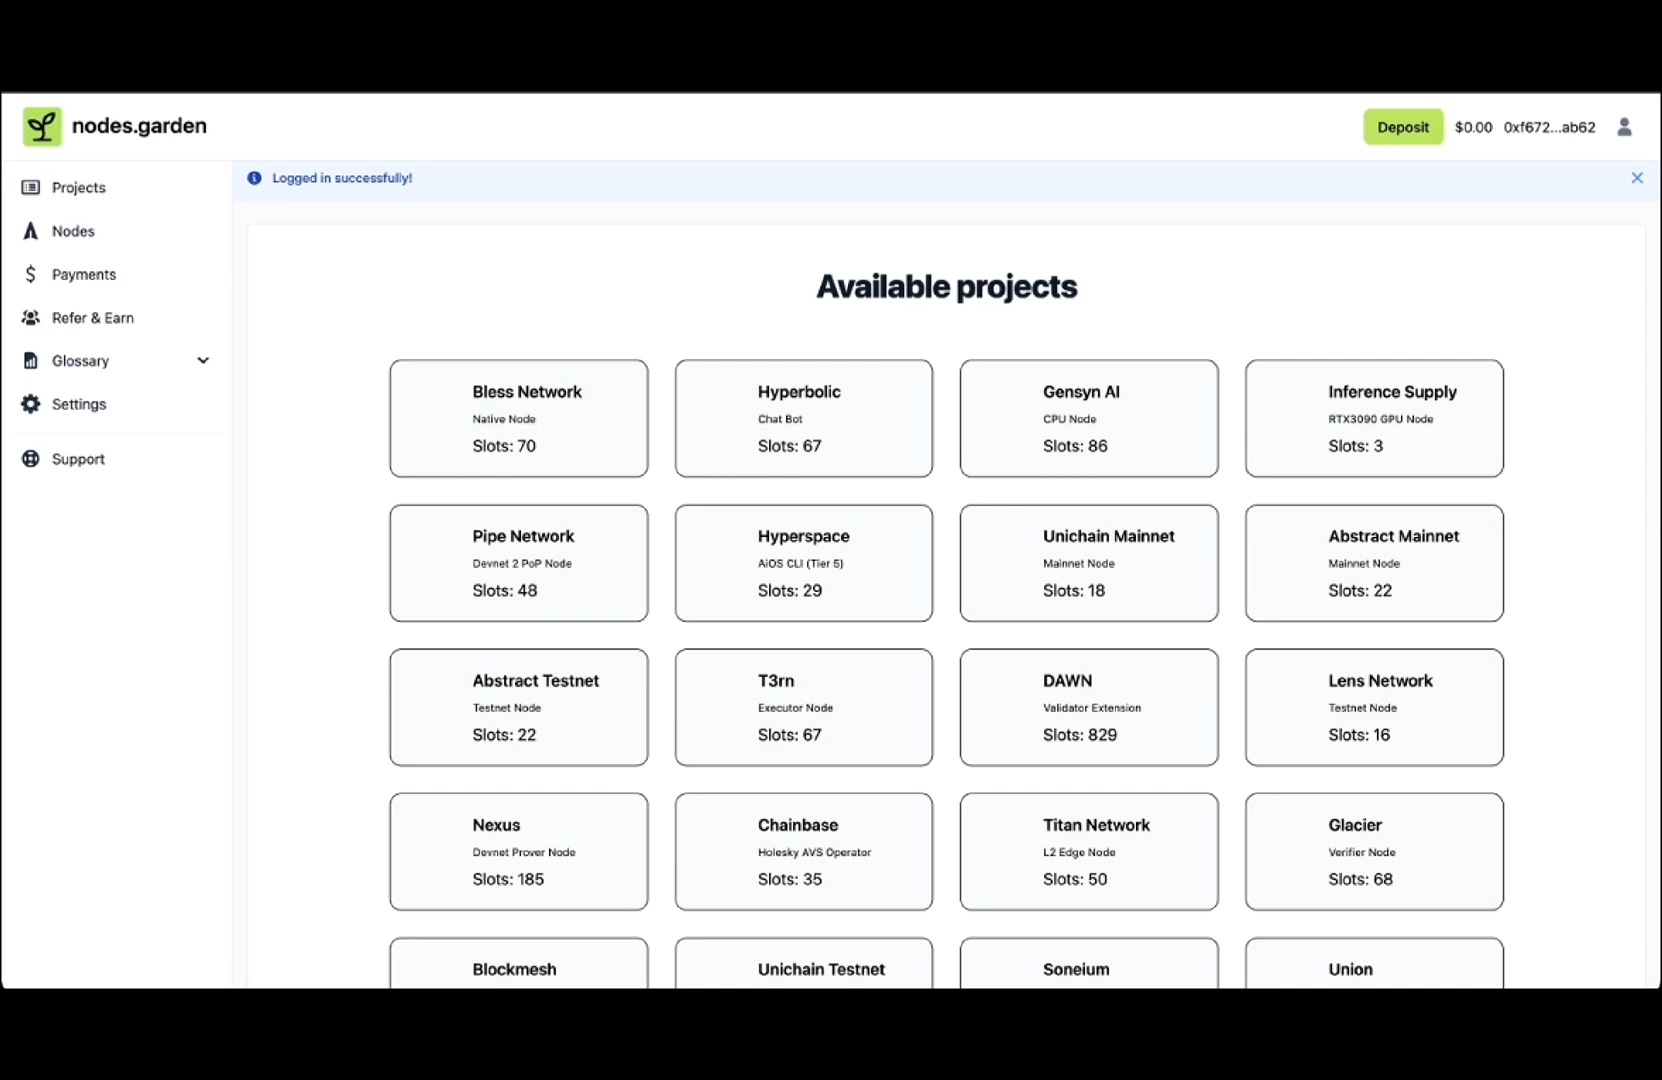 nodes.garden
Deposit $0.00 0xf672...ab62
Projects
Nodes
Payments
Refer & Earn
Glossary
Settings
Support
Logged in successfully!
Available projects
Bless Network
Native Node
Slots: 70
Hyperbolic
Chat Bot
Slots: 67
Gensyn AI
CPU Node
Slots: 86
Inference Supply
RTX3090 GPU Node
Slots: 3
Pipe Network
Devnet 2 PoP Node
Slots: 48
Hyperspace
AiOS CLI (Tier 5)
Slots: 29
Unichain Mainnet
Mainnet Node
Slots: 18
Abstract Mainnet
Mainnet Node
Slots: 22
Abstract Testnet
Testnet Node
Slots: 22
T3rn
Executor Node
Slots: 67
DAWN
Validator Extension
Slots: 829
Lens Network
Testnet Node
Slots: 16
Nexus
Devnet Prover Node
Slots: 185
Chainbase
Holesky AVS Operator
Slots: 35
Titan Network
L2 Edge Node
Slots: 50
Glacier
Verifier Node
Slots: 68
Blockmesh
Unichain Testnet
Soneium
Union